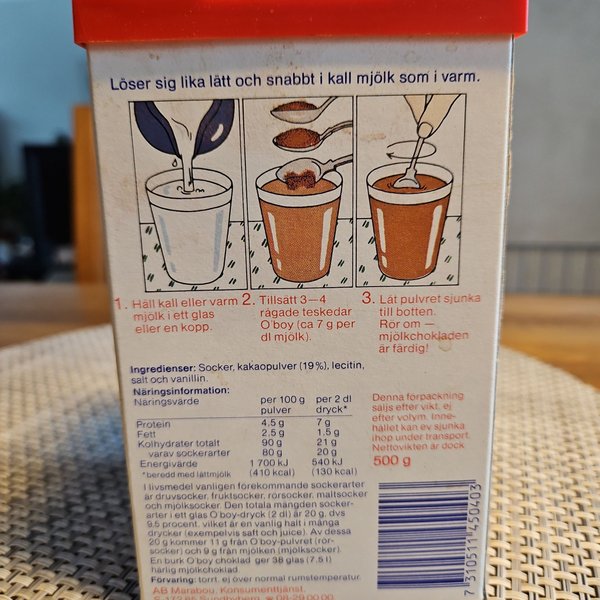 Löser sig lika lätt och snabbt i kall mjölk som i varm.
1. Häll kall eller varm
mjölk i ett glas
eller en kopp.
2. Tillsätt 3—4
rågade teskedar
O'boy (ca 7 g per
dl mjölk).
3. Låt pulvret sjunka
till botten.
Rör om —
mjölkchokladen
är färdig!
Ingredienser: Socker, kakaopulver (19%), lecitin,
salt och vanillin.
Näringsinformation:
Näringsvärde per 100 g per 2 dl
pulver dryck*
Protein 4,5 g 7 g
Fett 2,5 g 1,5 g
Kolhydrater totalt 90 g 21 g
varav sockerarter 80 g 20 g
Energivärde 1 700 kJ 540 kJ
*beredd med lättmjölk (410 kcal) (130 kcal)
Denna förpackning
säljs efter vikt, ej
efter volym. Inne-
hållet kan ev sjunka
ihop under transport.
Nettovikten är dock
500 g
I livsmedel vanligen förekommande sockerarter
är druvsocker, fruktsocker, rörsocker, maltsocker
och mjölksocker. Den totala mängden socker-
arter i ett glas O'boy-dryck (2 dl) är 20 g, dvs
9,5 procent, vilket är en vanlig halt i många
drycker (exempelvis saft och juice). Av dessa
20 g kommer 11 g från O'boy-pulvret (rör-
socker) och 9 g från mjölken (mjölksocker).
En burk O'boy choklad ger 38 glas (7,5 l)
härlig mjölkchoklad.
Förvaring: torrt, ej över normal rumstemperatur.
AB Marabou, Konsumenttjänst,
S-172 85 Sundbyberg. ☎ 08-29 00 00
7 310511 450403